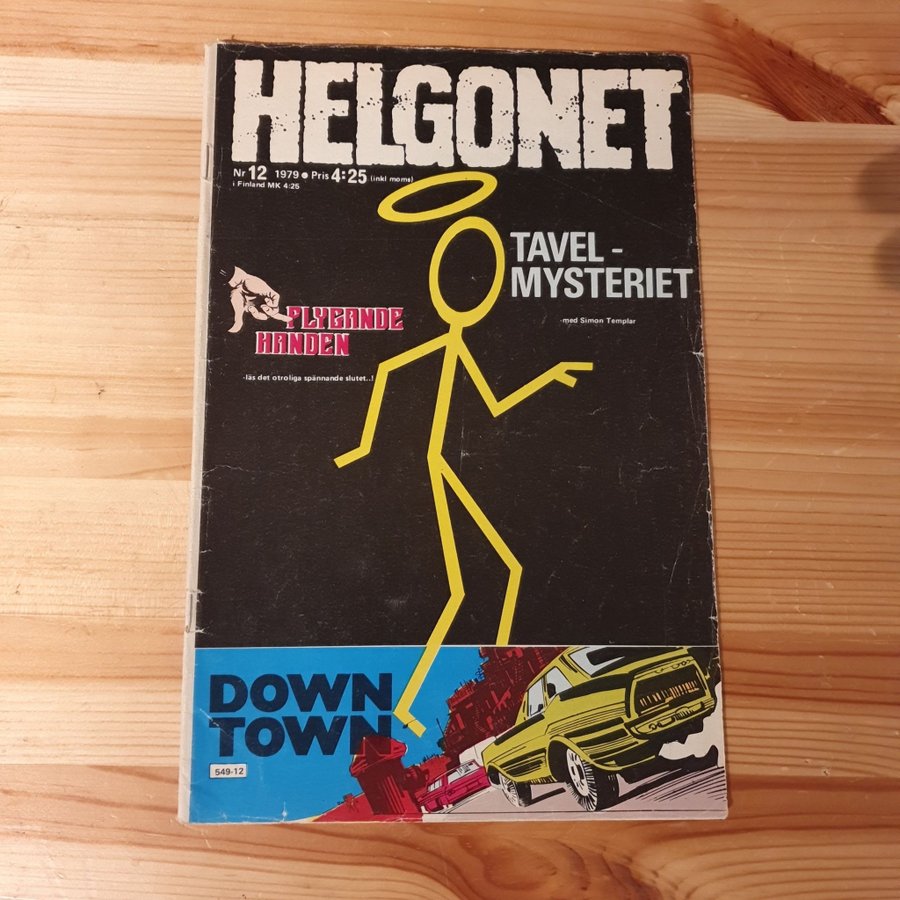 HELGONET
Nr 12 1979 ● Pris 4:25 (inkl moms)
i Finland MK 4:25
TAVEL-
MYSTERIET
-med Simon Templar
FLYGANDE
HANDEN
-läs det otroliga spännande slutet..!
DOWN
TOWN
549-12